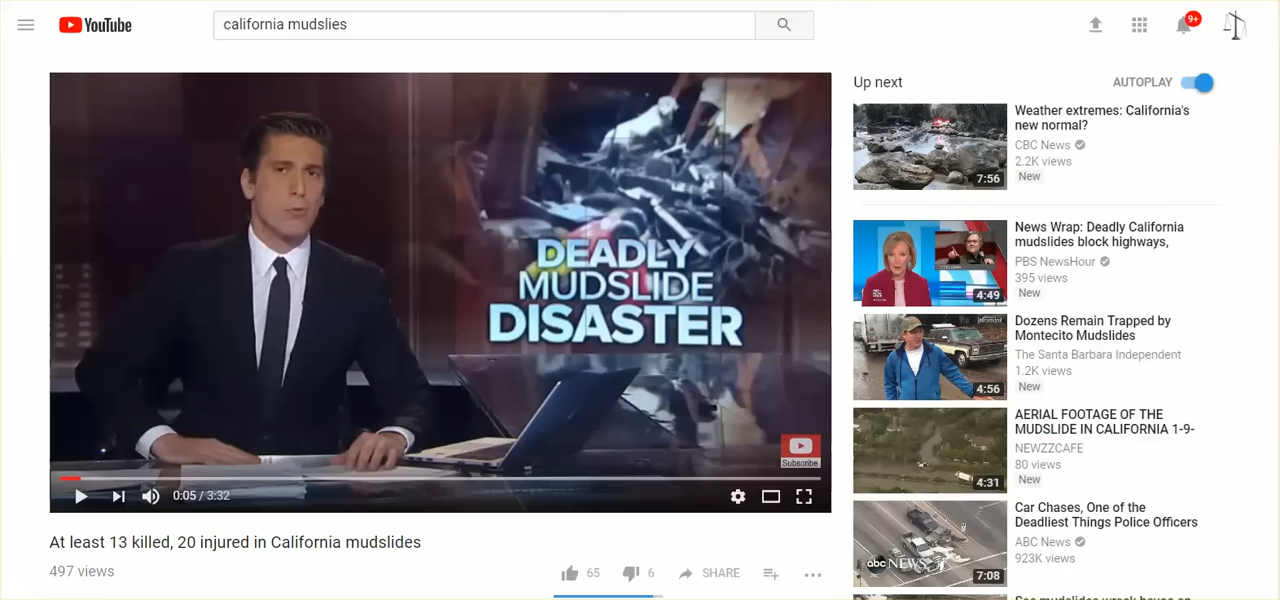 YouTube
california mudslies
9+
DEADLY
MUDSLIDE
DISASTER
Subscribe
0:05 / 3:32
At least 13 killed, 20 injured in California mudslides
497 views
65
6
SHARE
Up next
AUTOPLAY
7:56
Weather extremes: California's
new normal?
CBC News
2.2K views
New
4:49
News Wrap: Deadly California
mudslides block highways,
PBS NewsHour
395 views
New
4:56
Dozens Remain Trapped by
Montecito Mudslides
The Santa Barbara Independent
1.2K views
New
4:31
AERIAL FOOTAGE OF THE
MUDSLIDE IN CALIFORNIA 1-9-
NEWZZCAFE
80 views
New
abc NEWS
7:08
Car Chases, One of the
Deadliest Things Police Officers
ABC News
923K views